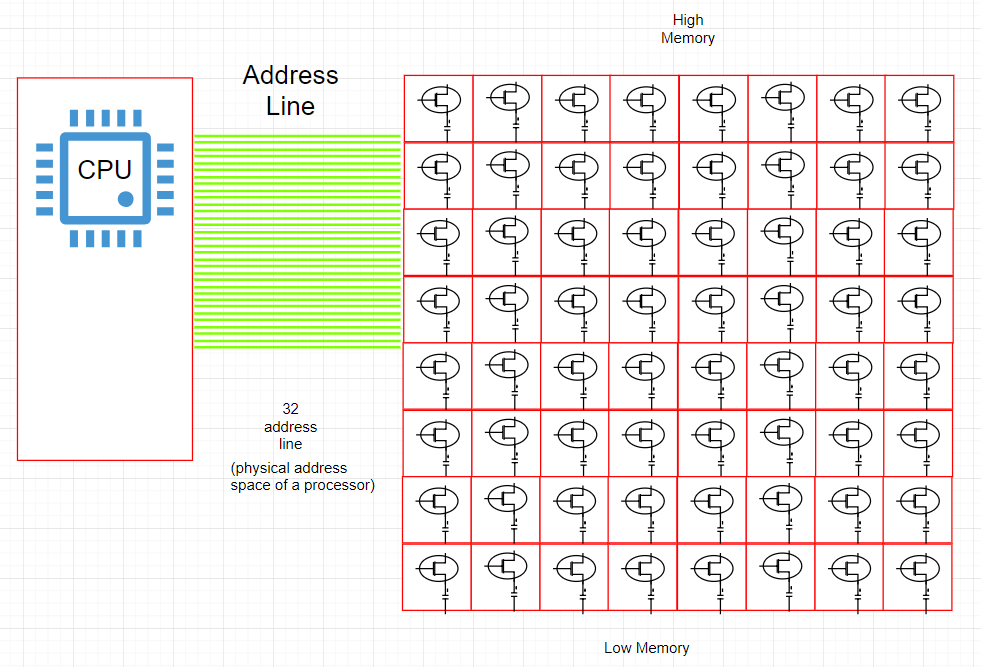 High
Memory
Address
Line
CPU
32
address
line
(physical address
space of a processor)
Low Memory